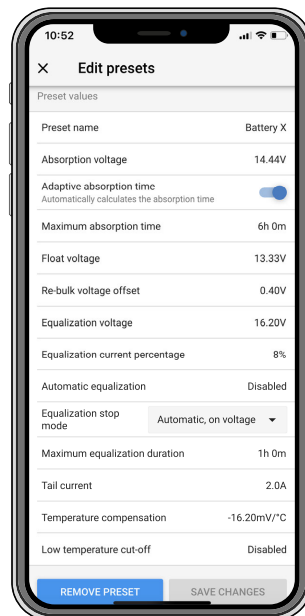 10:52
Edit presets
Preset values
Preset name Battery X
Absorption voltage 14.44V
Adaptive absorption time
Automatically calculates the absorption time
Maximum absorption time 6h 0m
Float voltage 13.33V
Re-bulk voltage offset 0.40V
Equalization voltage 16.20V
Equalization current percentage 8%
Automatic equalization Disabled
Equalization stop
mode Automatic, on voltage
Maximum equalization duration 1h 0m
Tail current 2.0A
Temperature compensation -16.20mV/°C
Low temperature cut-off Disabled
REMOVE PRESET SAVE CHANGES